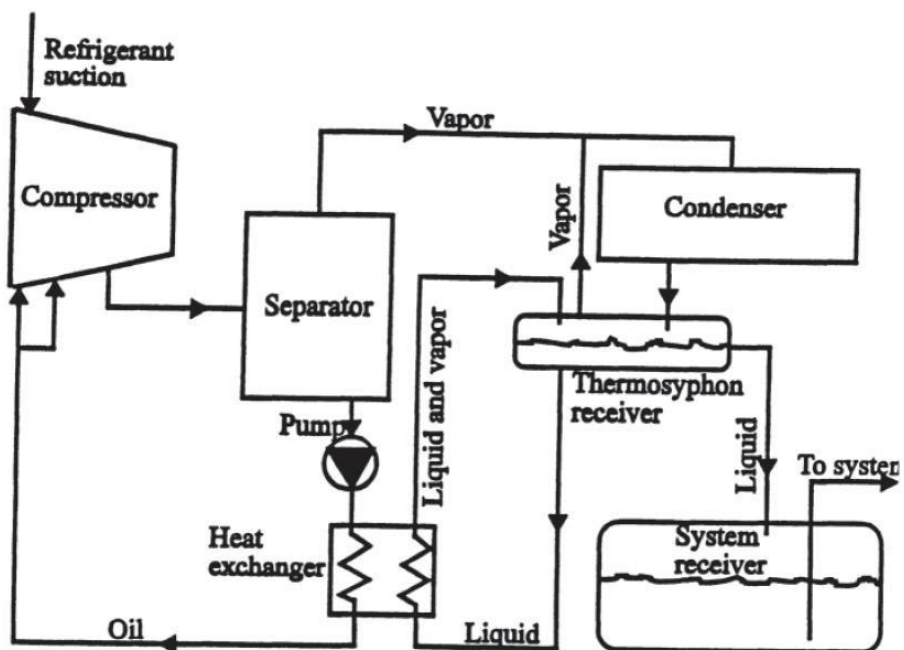 Refrigerant
suction
Vapor
Compressor
Vapor
Condenser
Separator
Liquid and vapor
Thermosyphon
receiver
Pump
Liquid
To system
Heat
exchanger
System
receiver
Oil
Liquid